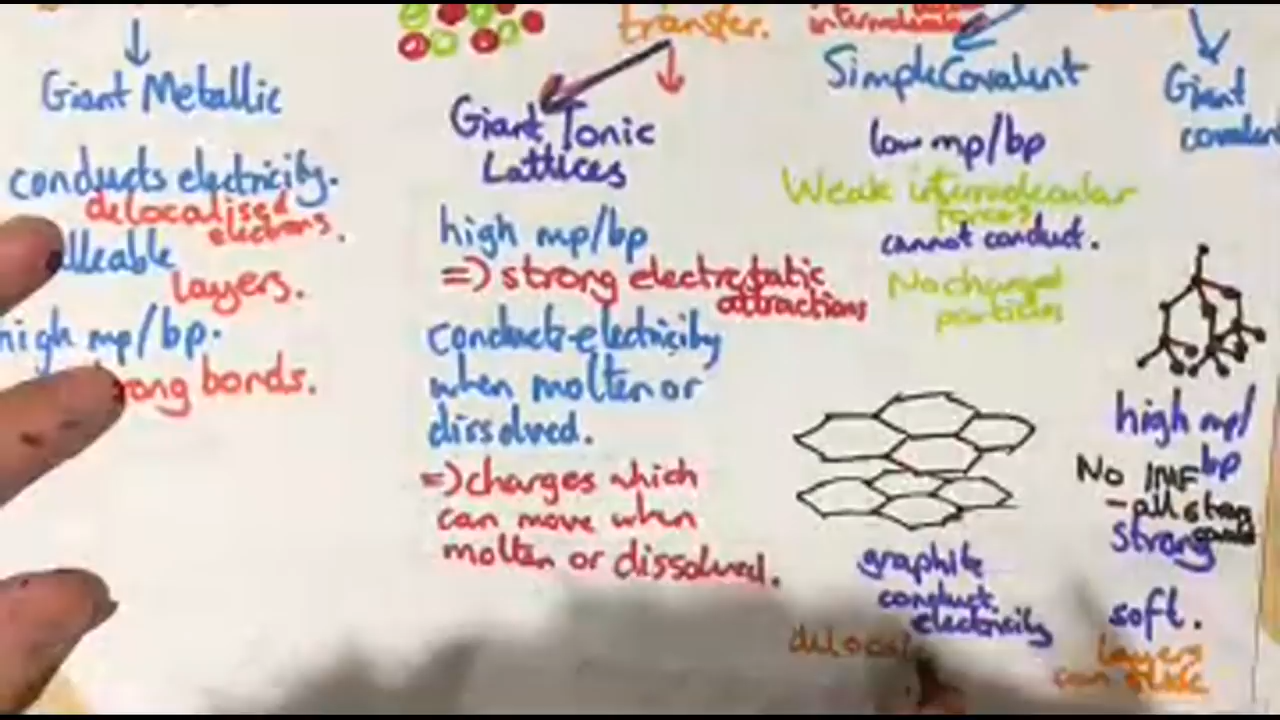 transfer.
Giant Metallic
conducts electricity.
delocalised
electrons.
lleable
layers.
high mp/bp.
rong bonds.
Giant Ionic
Lattices
high mp/bp
=) strong electrostatic
attractions
conducts electricity
when molten or
dissolved.
=) charges which
can move when
molten or dissolved.
Simple Covalent
low mp/bp
Weak intermolecular
forces
cannot conduct.
No charged
particles
graphite
conduct
electricity
Giant
covalent
high mp/
bp
No IMF
- all strong
strong
soft.
layers
can slide